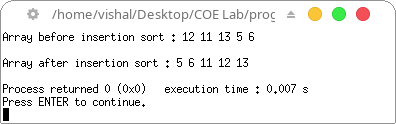 /home/vishal/Desktop/COE Lab/prog
Array before insertion sort : 12 11 13 5 6
Array after insertion sort : 5 6 11 12 13
Process returned 0 (0x0)   execution time : 0.007 s
Press ENTER to continue.